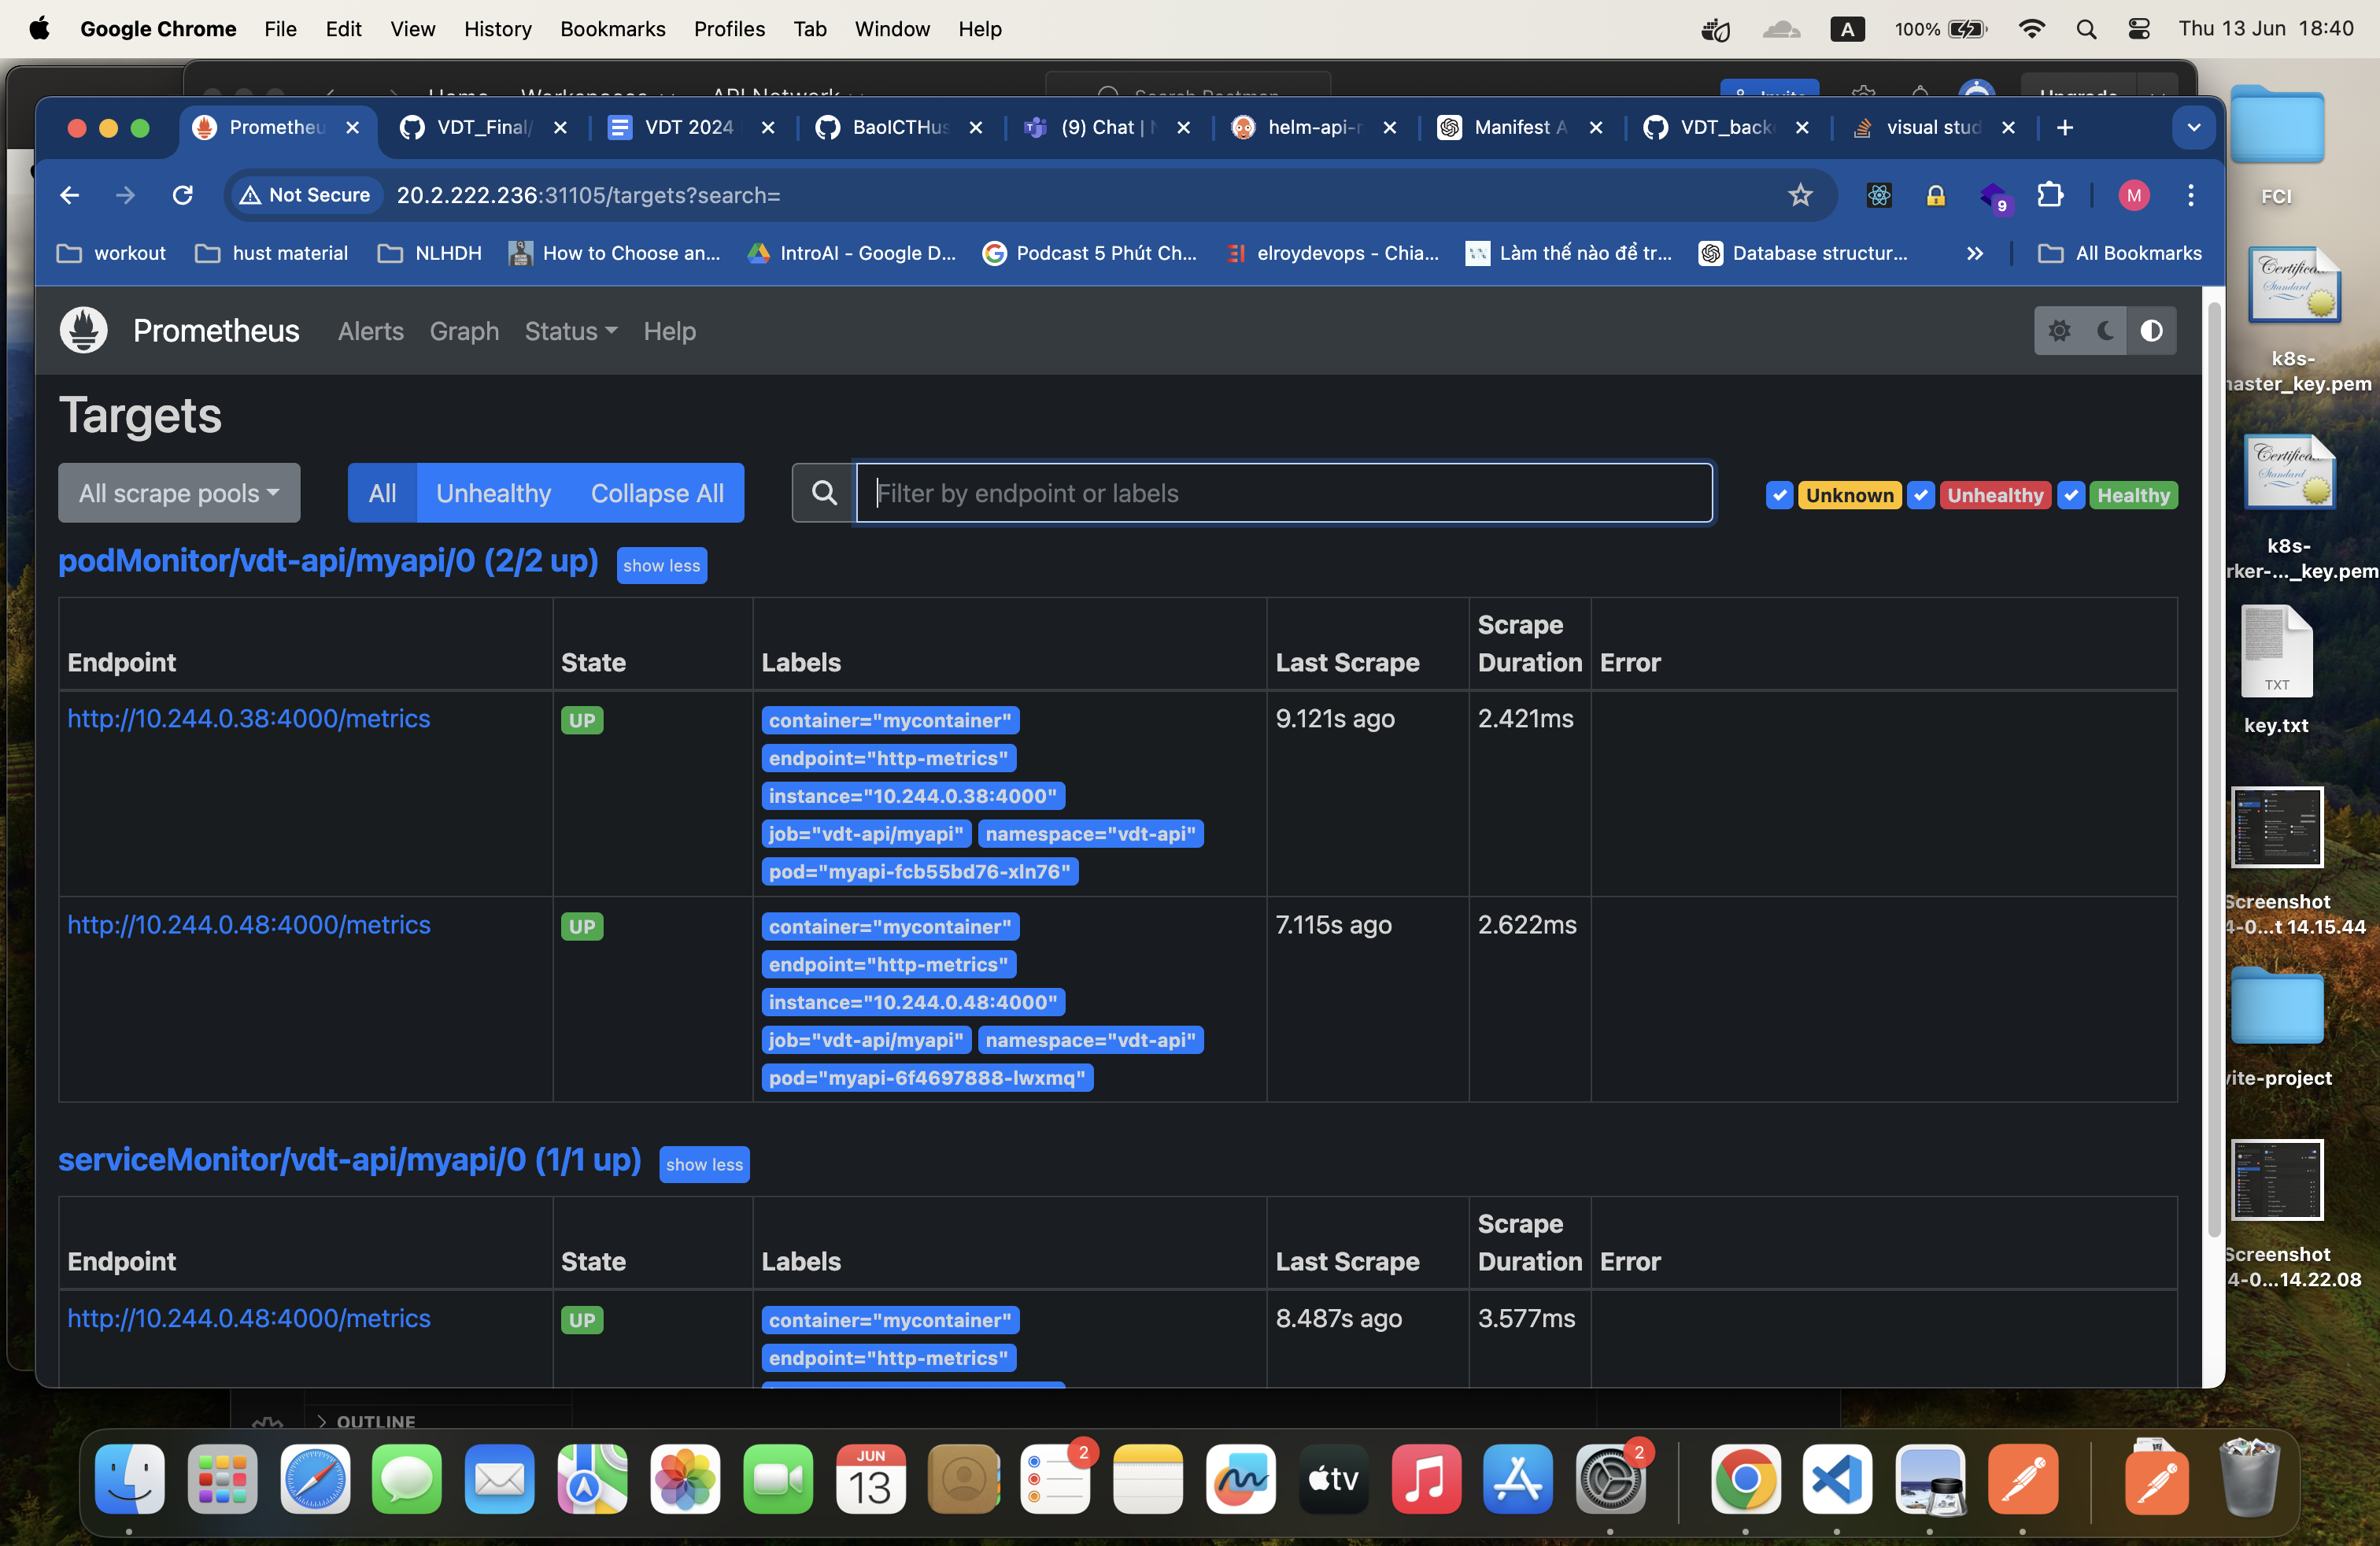 Google Chrome File Edit View History Bookmarks Profiles Tab Window Help A 100% Thu 13 Jun 18:40
Prometheu VDT_Final/ VDT 2024 BaoICTHus (9) Chat | helm-api- Manifest A VDT_back visual stud
Not Secure 20.2.222.236:31105/targets?search= 9 M
workout hust material NLHDH How to Choose an... IntroAI - Google D... Podcast 5 Phút Ch... elroydevops - Chia... Làm thế nào để tr... Database structur... » All Bookmarks
Prometheus Alerts Graph Status Help
Targets
All scrape pools All Unhealthy Collapse All Filter by endpoint or labels Unknown Unhealthy Healthy
podMonitor/vdt-api/myapi/0 (2/2 up) show less
Endpoint State Labels Last Scrape Scrape Duration Error
http://10.244.0.38:4000/metrics UP container="mycontainer" 9.121s ago 2.421ms
endpoint="http-metrics"
instance="10.244.0.38:4000"
job="vdt-api/myapi" namespace="vdt-api"
pod="myapi-fcb55bd76-xln76"
http://10.244.0.48:4000/metrics UP container="mycontainer" 7.115s ago 2.622ms
endpoint="http-metrics"
instance="10.244.0.48:4000"
job="vdt-api/myapi" namespace="vdt-api"
pod="myapi-6f4697888-lwxmq"
serviceMonitor/vdt-api/myapi/0 (1/1 up) show less
Endpoint State Labels Last Scrape Scrape Duration Error
http://10.244.0.48:4000/metrics UP container="mycontainer" 8.487s ago 3.577ms
endpoint="http-metrics"
OUTLINE
FCI
Certificate
Standard
k8s-
master_key.pem
Certificate
Standard
k8s-
rker-..._key.pem
TXT
key.txt
Screenshot
4-0...t 14.15.44
vite-project
Screenshot
4-0...14.22.08
JUN
13
2
tv
2